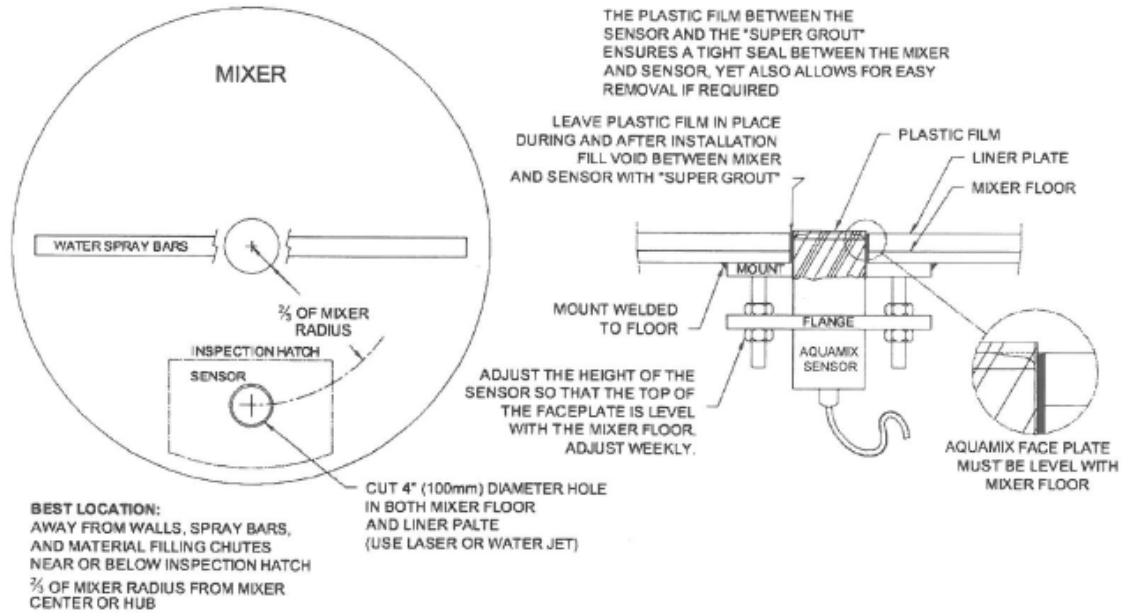 MIXER
WATER SPRAY BARS
⅔ OF MIXER
RADIUS
INSPECTION HATCH
SENSOR
CUT 4" (100mm) DIAMETER HOLE
IN BOTH MIXER FLOOR
AND LINER PALTE
(USE LASER OR WATER JET)
BEST LOCATION:
AWAY FROM WALLS, SPRAY BARS,
AND MATERIAL FILLING CHUTES
NEAR OR BELOW INSPECTION HATCH
⅔ OF MIXER RADIUS FROM MIXER
CENTER OR HUB
THE PLASTIC FILM BETWEEN THE
SENSOR AND THE "SUPER GROUT"
ENSURES A TIGHT SEAL BETWEEN THE MIXER
AND SENSOR, YET ALSO ALLOWS FOR EASY
REMOVAL IF REQUIRED
LEAVE PLASTIC FILM IN PLACE
DURING AND AFTER INSTALLATION
FILL VOID BETWEEN MIXER
AND SENSOR WITH "SUPER GROUT"
PLASTIC FILM
LINER PLATE
MIXER FLOOR
MOUNT
MOUNT WELDED
TO FLOOR
FLANGE
AQUAMIX
SENSOR
ADJUST THE HEIGHT OF THE
SENSOR SO THAT THE TOP OF
THE FACEPLATE IS LEVEL
WITH THE MIXER FLOOR.
ADJUST WEEKLY.
AQUAMIX FACE PLATE
MUST BE LEVEL WITH
MIXER FLOOR